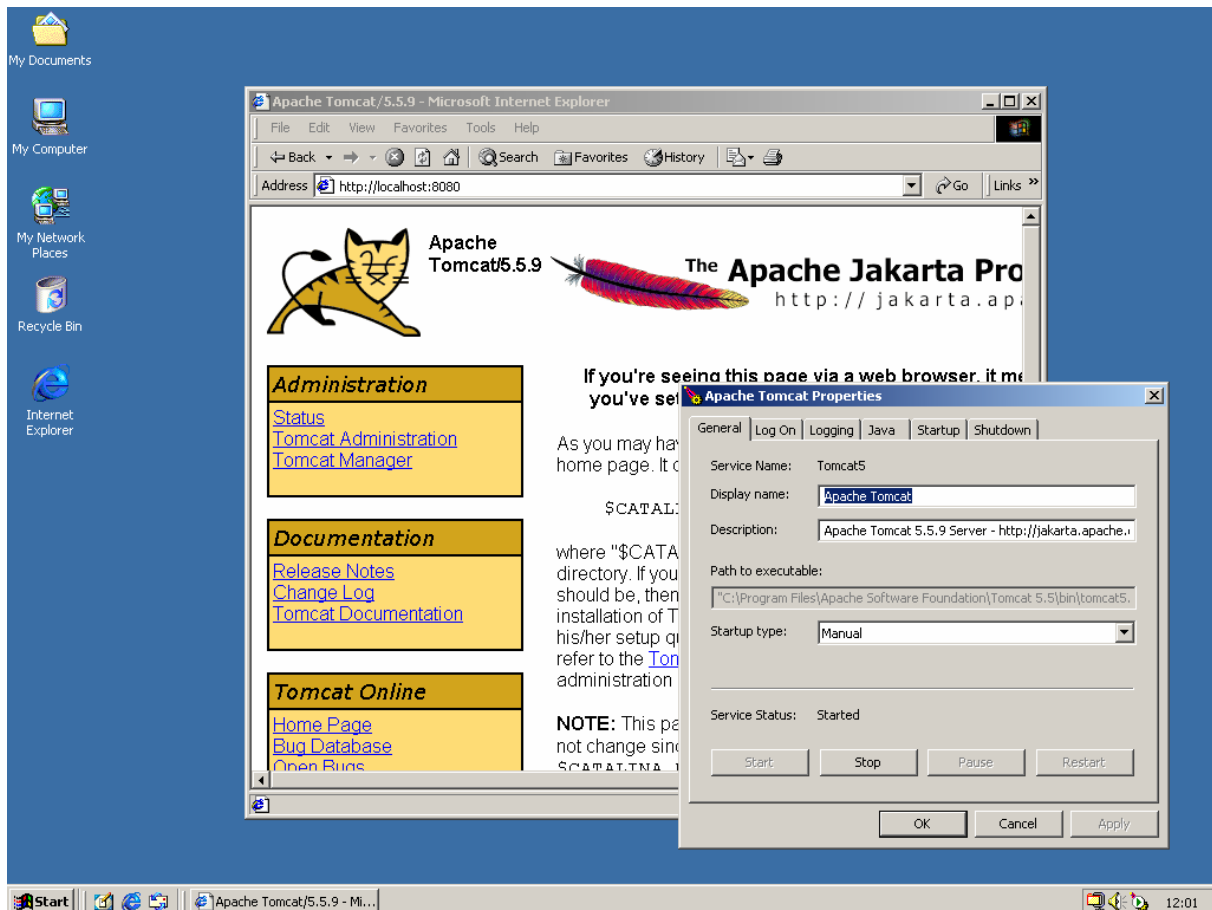 My Documents
My Computer
My Network
Places
Recycle Bin
Internet
Explorer
Apache Tomcat/5.5.9 - Microsoft Internet Explorer
File Edit View Favorites Tools Help
Back Search Favorites History
Address http://localhost:8080 Go Links »
Apache
Tomcat/5.5.9
The Apache Jakarta Pro
http://jakarta.apa
Administration
Status
Tomcat Administration
Tomcat Manager
Documentation
Release Notes
Change Log
Tomcat Documentation
Tomcat Online
Home Page
Bug Database
Open Bugs
If you're seeing this page via a web browser, it me
you've set
As you may hav
home page. It c
$CATALI
where "$CATA
directory. If you
should be, then
installation of T
his/her setup qu
refer to the Tom
administration
NOTE: This pa
not change sinc
$CATALINA_
Apache Tomcat Properties
General Log On Logging Java Startup Shutdown
Service Name: Tomcat5
Display name: Apache Tomcat
Description: Apache Tomcat 5.5.9 Server - http://jakarta.apache.
Path to executable:
"C:\Program Files\Apache Software Foundation\Tomcat 5.5\bin\tomcat5.
Startup type: Manual
Service Status: Started
Start Stop Pause Restart
OK Cancel Apply
Start Apache Tomcat/5.5.9 - Mi... 12:01